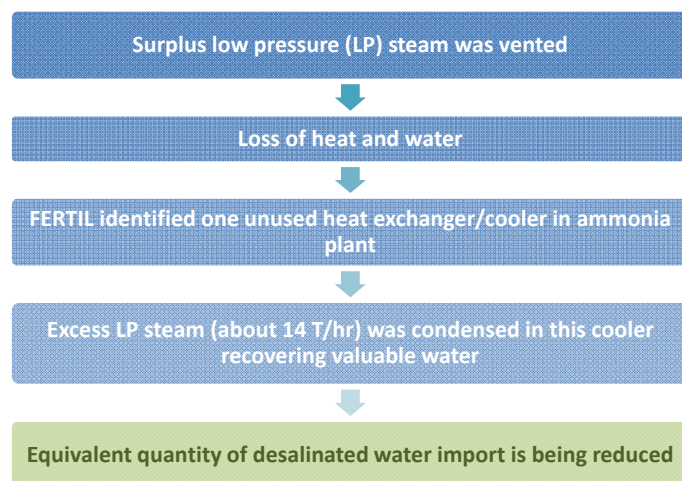 Surplus low pressure (LP) steam was vented
Loss of heat and water
FERTIL identified one unused heat exchanger/cooler in ammonia
plant
Excess LP steam (about 14 T/hr) was condensed in this cooler
recovering valuable water
Equivalent quantity of desalinated water import is being reduced